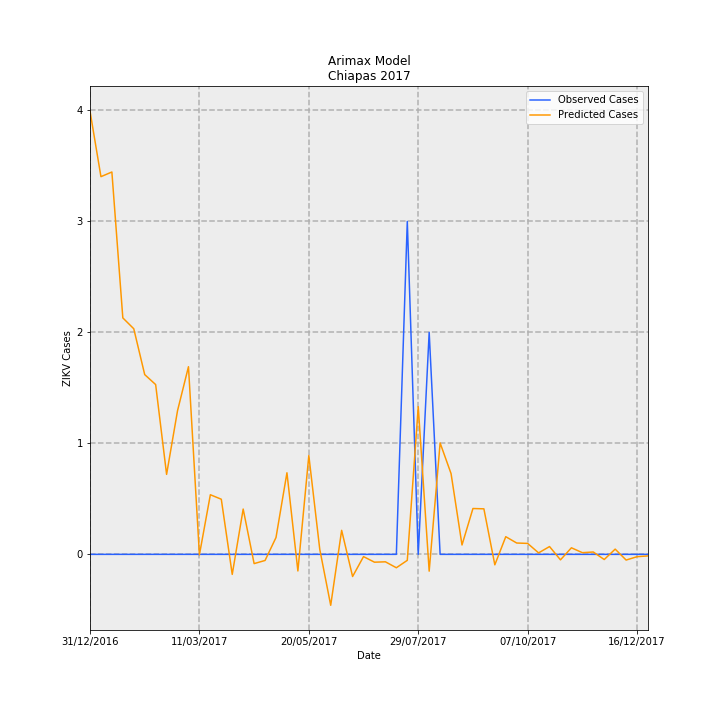 Arimax Model
Chiapas 2017
Observed Cases
Predicted Cases
4
3
2
1
0
ZIKV Cases
31/12/2016 11/03/2017 20/05/2017 29/07/2017 07/10/2017 16/12/2017
Date